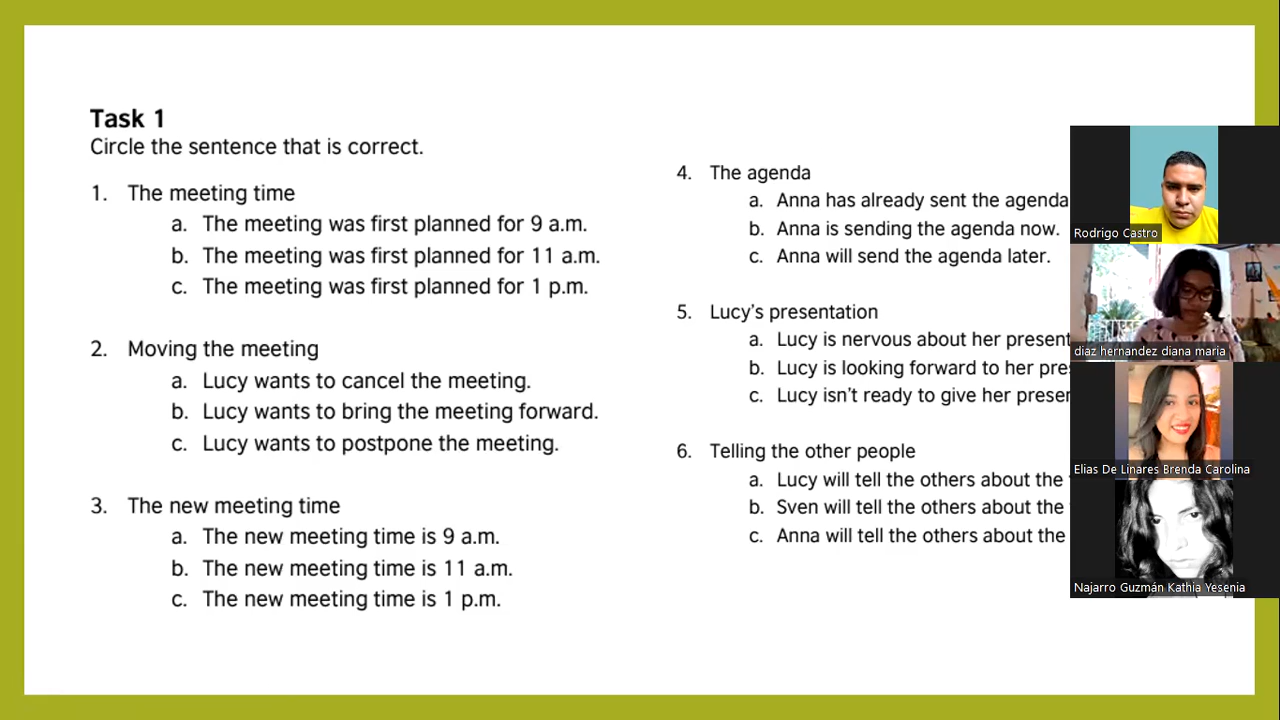 Task 1
Circle the sentence that is correct.
1. The meeting time
a. The meeting was first planned for 9 a.m.
b. The meeting was first planned for 11 a.m.
c. The meeting was first planned for 1 p.m.
2. Moving the meeting
a. Lucy wants to cancel the meeting.
b. Lucy wants to bring the meeting forward.
c. Lucy wants to postpone the meeting.
3. The new meeting time
a. The new meeting time is 9 a.m.
b. The new meeting time is 11 a.m.
c. The new meeting time is 1 p.m.
4. The agenda
a. Anna has already sent the agenda
b. Anna is sending the agenda now.
c. Anna will send the agenda later.
5. Lucy's presentation
a. Lucy is nervous about her present
b. Lucy is looking forward to her pre
c. Lucy isn't ready to give her preser
6. Telling the other people
a. Lucy will tell the others about the
b. Sven will tell the others about the
c. Anna will tell the others about the
Rodrigo Castro
diaz hernandez diana maria
Elias De Linares Brenda Carolina
Najarro Guzmán Kathia Yesenia